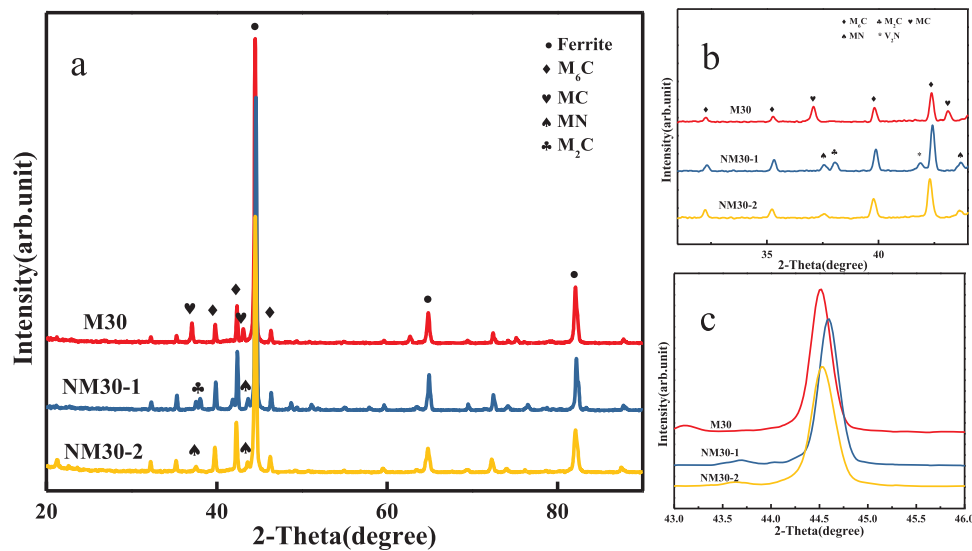 a
● Ferrite
♦ M6C
♥ MC
♠ MN
♣ M2C
M30
NM30-1
NM30-2
Intensity(arb.unit)
20 40 60 80
2-Theta(degree)
b
♦ M6C ♣ M2C ♥ MC
♠ MN * V2N
M30
NM30-1
NM30-2
Intensity(arb.unit)
35 40
2-Theta(degree)
c
M30
NM30-1
NM30-2
Intensity(arb.unit)
43.0 43.5 44.0 44.5 45.0 45.5 46.0
2-Theta(degree)